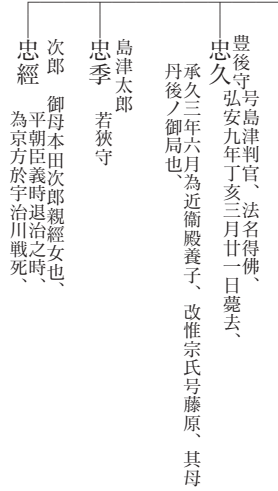 豊後守
忠久
号島津判官、法名得佛、
弘安九年丁亥三月廿一日薨去、
承久三年六月為近衞殿養子、改惟宗氏号藤原、其母
丹後ノ御局也、
島津太郎
忠季
若狹守
次郎
忠經
御母本田次郎親經女也、
平朝臣義時退治之時、
為京方於宇治川戦死、